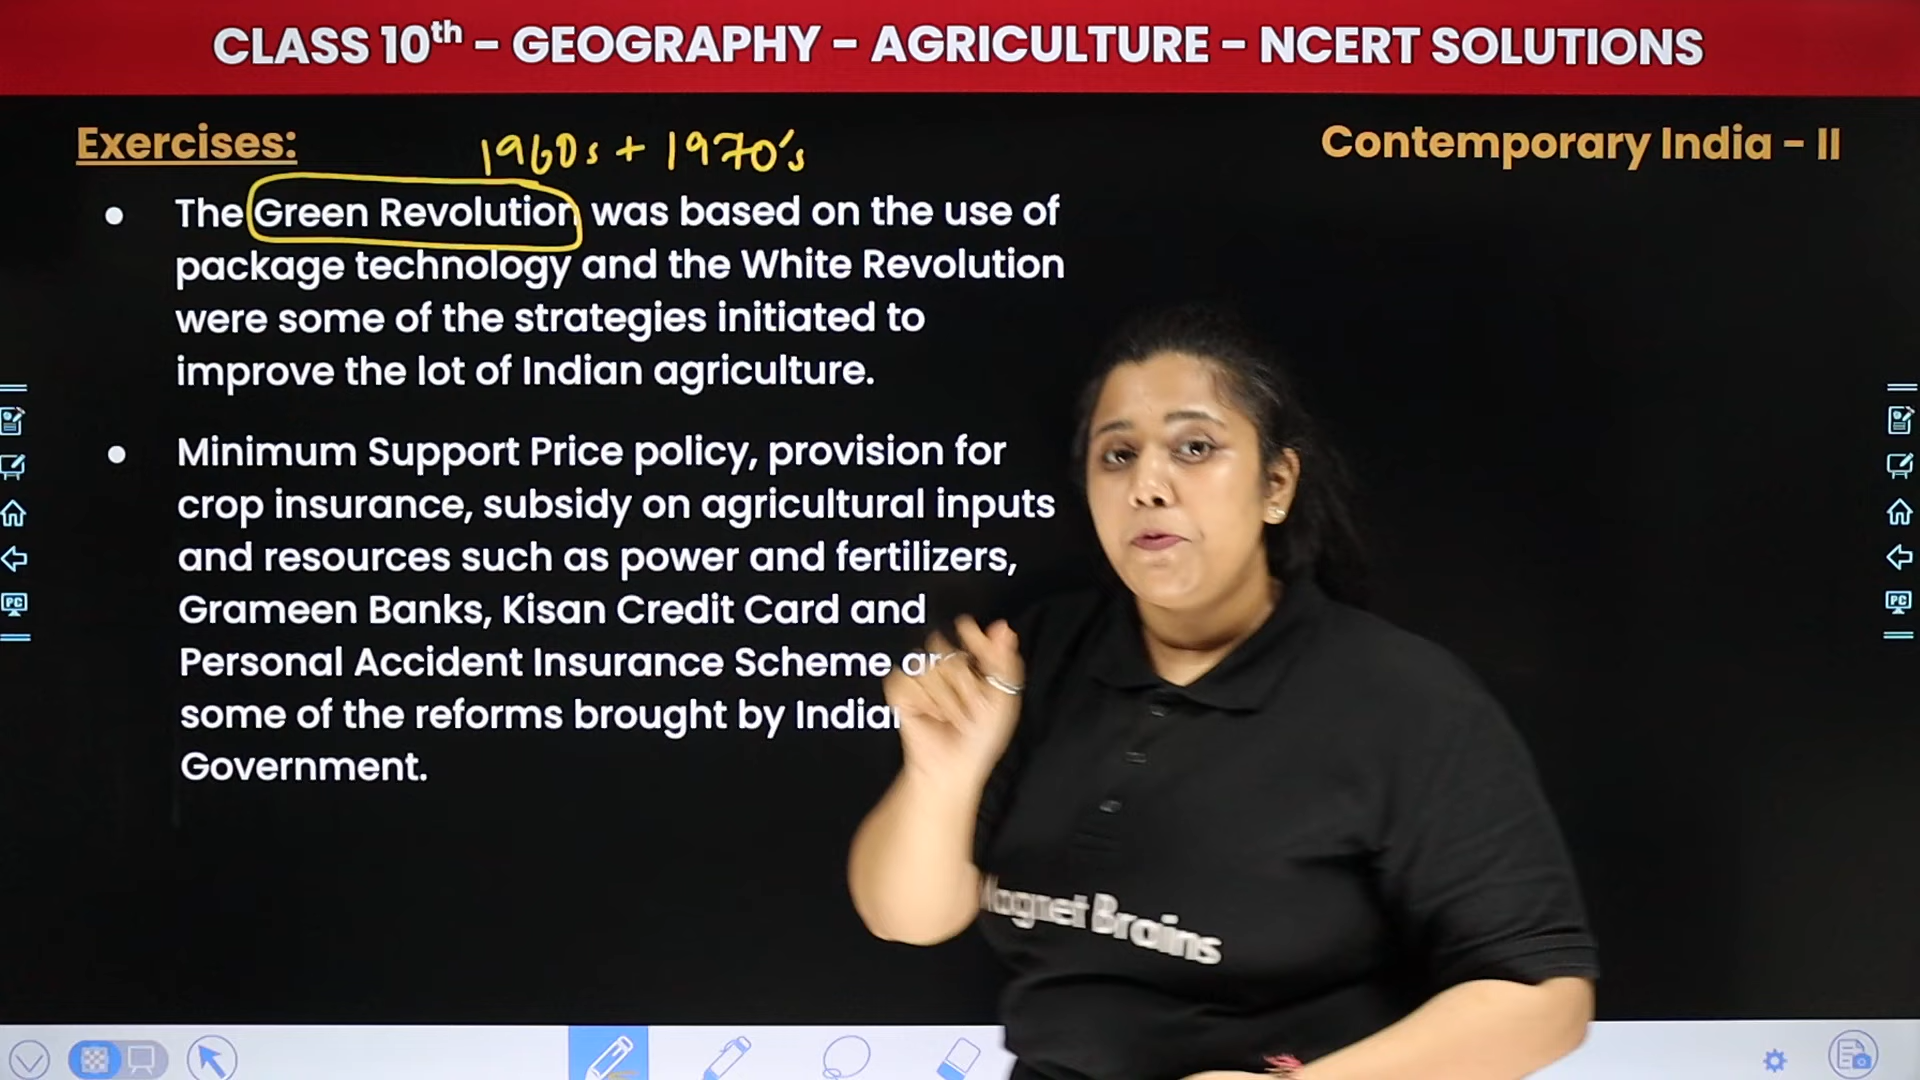 CLASS 10th - GEOGRAPHY - AGRICULTURE - NCERT SOLUTIONS
Exercises:
1960s + 1970's
Contemporary India - II
• The Green Revolution was based on the use of
package technology and the White Revolution
were some of the strategies initiated to
improve the lot of Indian agriculture.
• Minimum Support Price policy, provision for
crop insurance, subsidy on agricultural inputs
and resources such as power and fertilizers,
Grameen Banks, Kisan Credit Card and
Personal Accident Insurance Scheme
some of the reforms brought by Indian
Government.
Magnet Brains
PC
PC